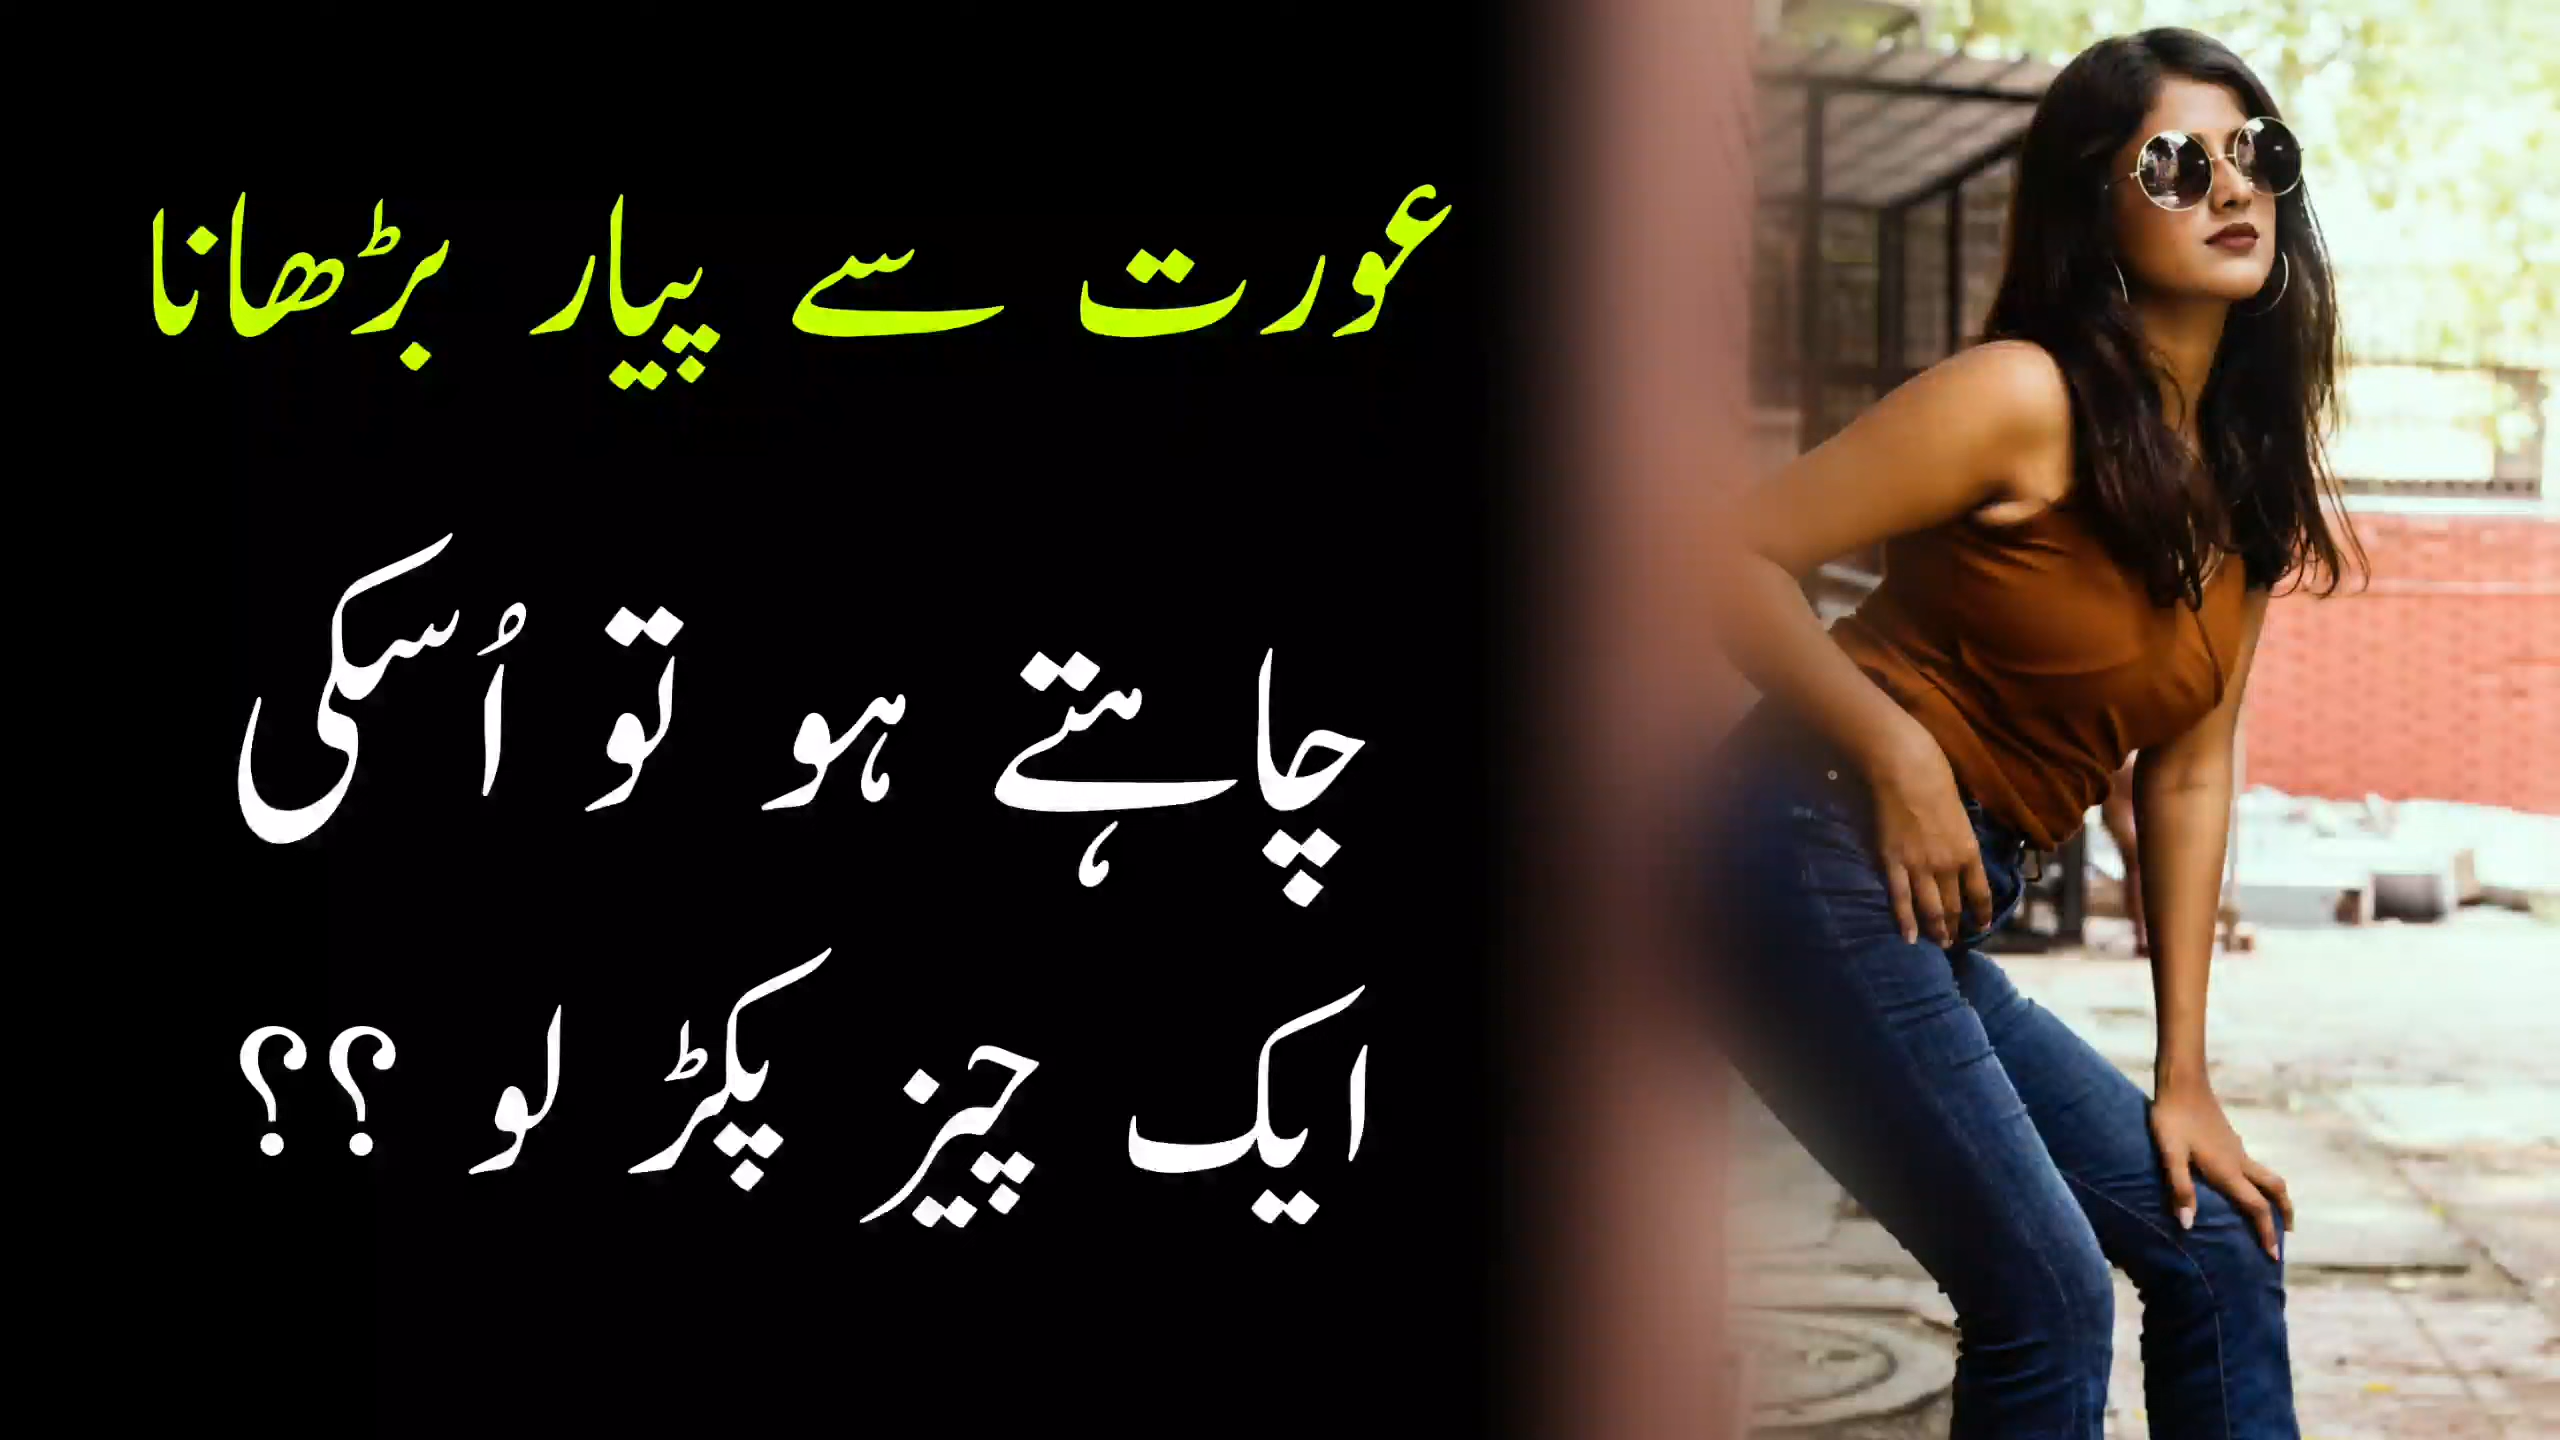 عورت سے پیار بڑھانا
چاہتے ہو تو اُسکی
ایک چیز پکڑ لو ؟؟